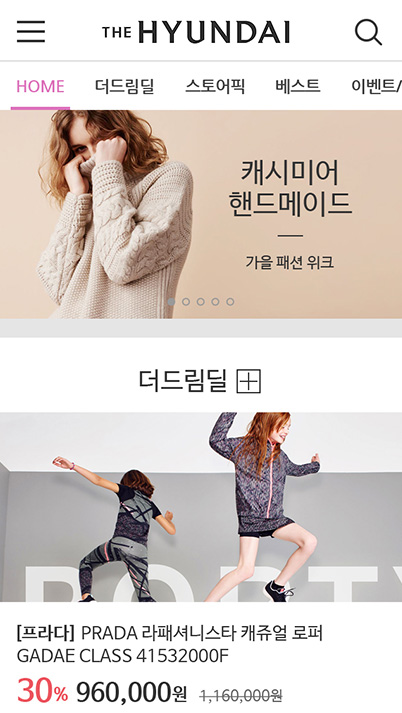 THE HYUNDAI
HOME 더드림딜 스토어픽 베스트 이벤트/
캐시미어
핸드메이드
가을 패션 위크
더드림딜
PORTY
[프라다] PRADA 라패셔니스타 캐쥬얼 로퍼
GADAE CLASS 41532000F
30% 960,000원 1,160,000원